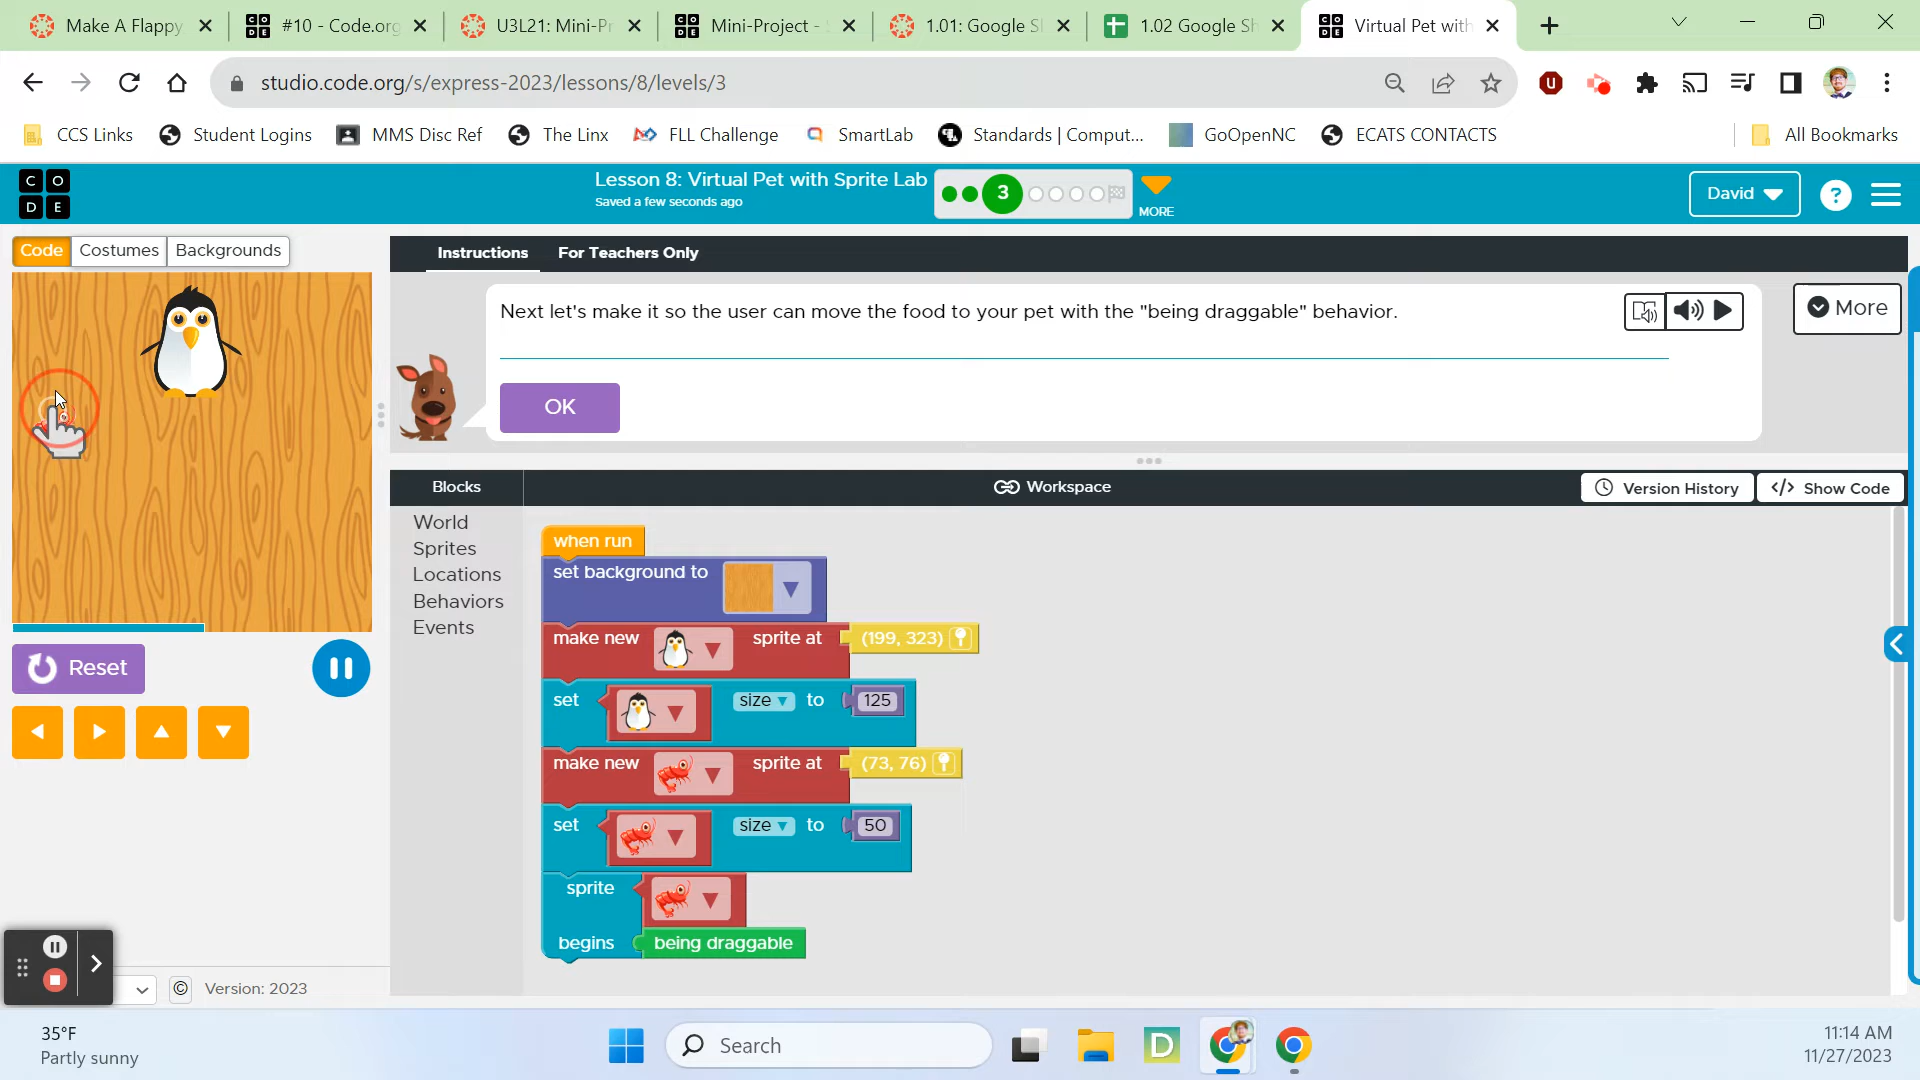 Make A Flappy
#10 - Code.org
U3L21: Mini-Pr
Mini-Project -
1.01: Google Sl
1.02 Google Sh
Virtual Pet with
studio.code.org/s/express-2023/lessons/8/levels/3
CCS Links
Student Logins
MMS Disc Ref
The Linx
FLL Challenge
SmartLab
Standards | Comput...
GoOpenNC
ECATS CONTACTS
All Bookmarks
C O
D E
Lesson 8: Virtual Pet with Sprite Lab
Saved a few seconds ago
3
MORE
David
?
Code
Costumes
Backgrounds
Instructions
For Teachers Only
Next let's make it so the user can move the food to your pet with the "being draggable" behavior.
More
OK
Blocks
Workspace
Version History
</> Show Code
World
Sprites
Locations
Behaviors
Events
when run
set background to
make new sprite at (199, 323)
set size to 125
make new sprite at (73, 76)
set size to 50
sprite
begins being draggable
Reset
© Version: 2023
35°F
Partly sunny
Search
D
11:14 AM
11/27/2023